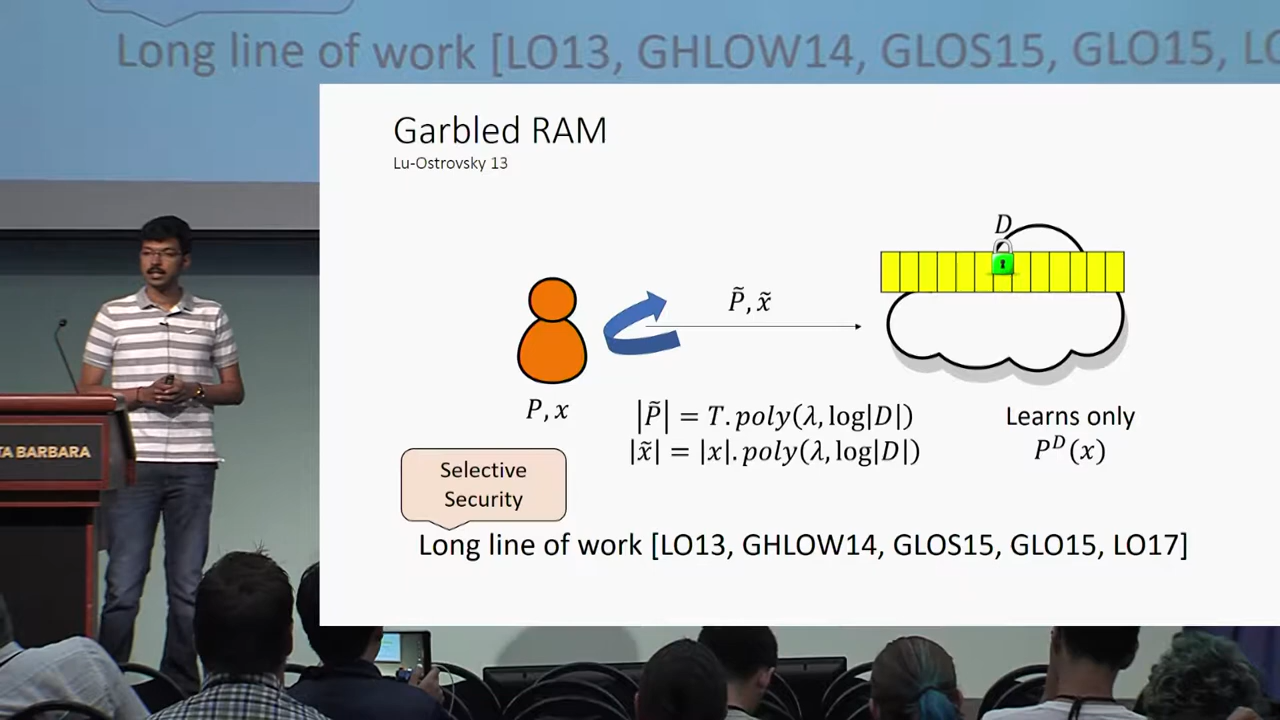 Long line of work [LO13, GHLOW14, GLOS15, GLO15, LO
Garbled RAM
Lu-Ostrovsky 13
D
P̃, x̃
P, x
|P̃| = T.poly(λ, log|D|)
|x̃| = |x|.poly(λ, log|D|)
Learns only
P^D(x)
Selective
Security
Long line of work [LO13, GHLOW14, GLOS15, GLO15, LO17]
TA BARBARA